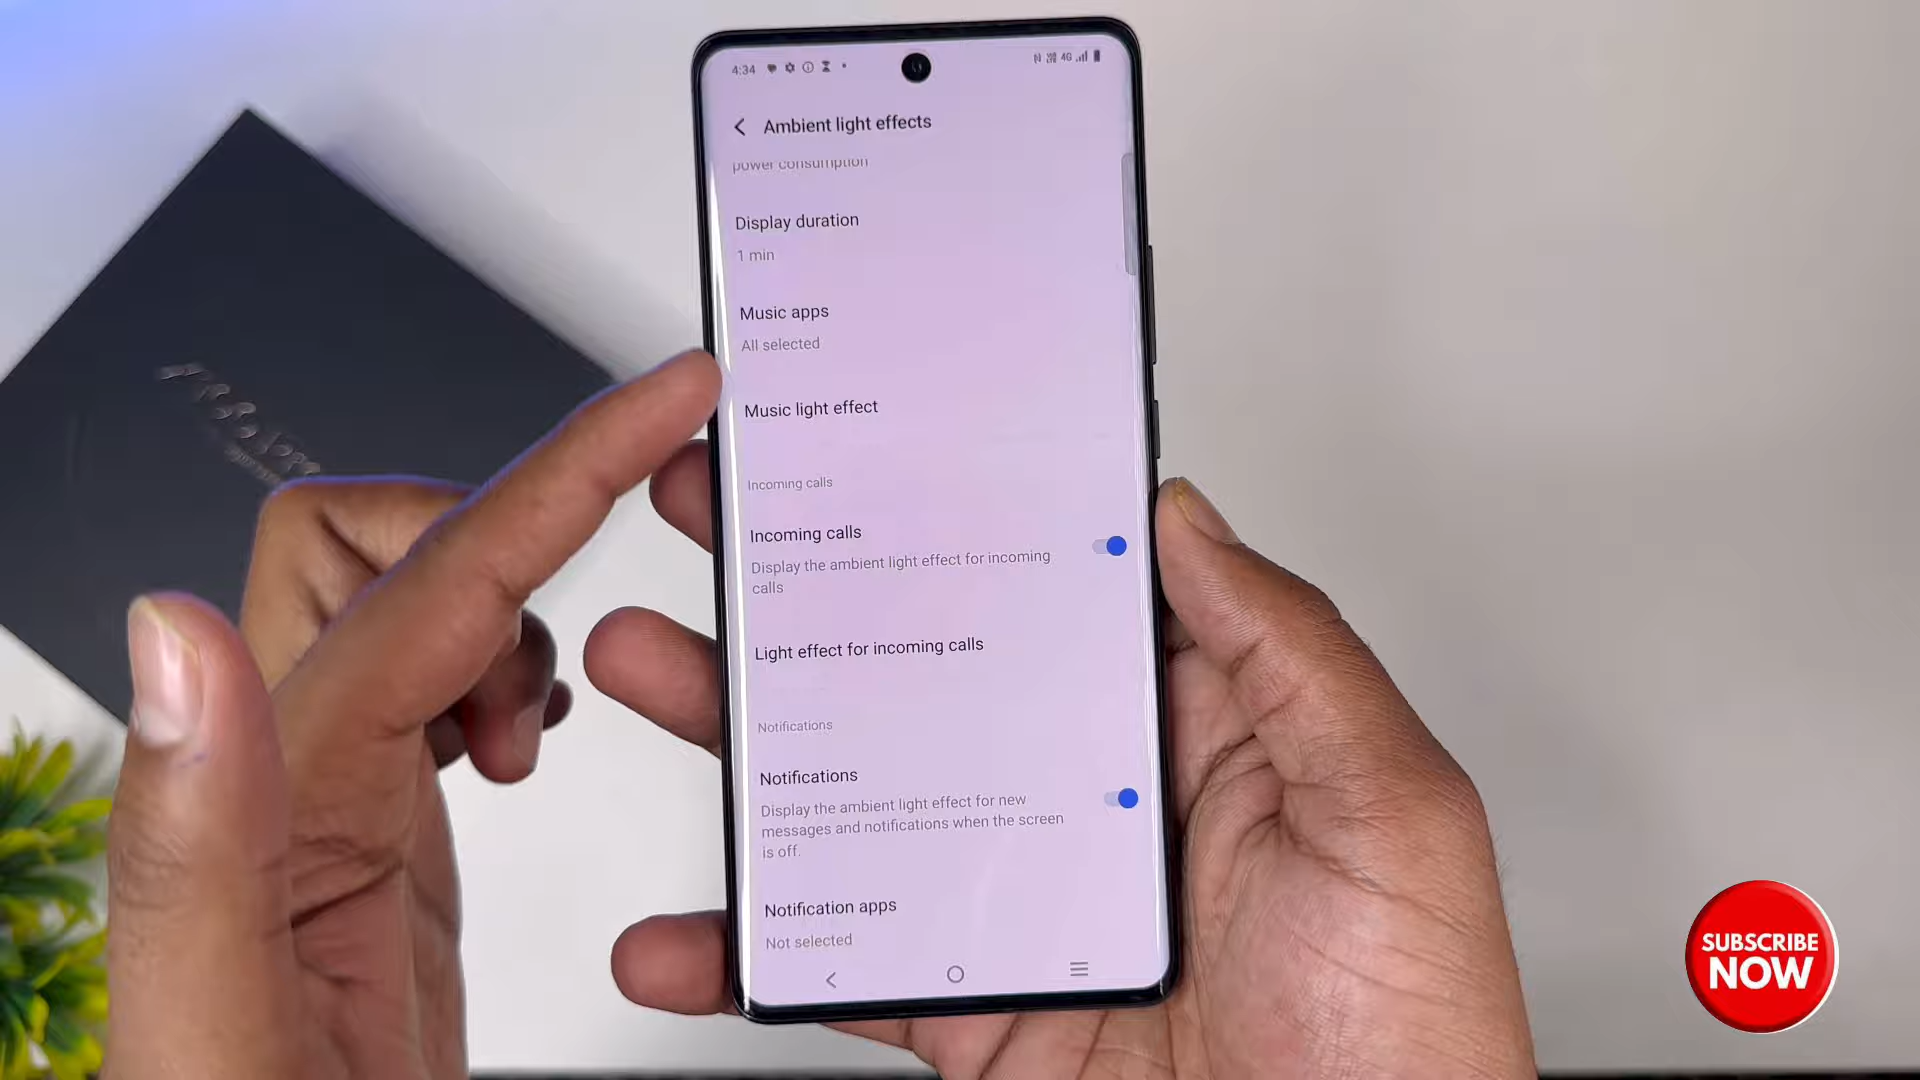 4:34
4G
Ambient light effects
power consumption
Display duration
1 min
Music apps
All selected
Music light effect
Incoming calls
Incoming calls
Display the ambient light effect for incoming
calls
Light effect for incoming calls
Notifications
Notifications
Display the ambient light effect for new
messages and notifications when the screen
is off.
Notification apps
Not selected
SUBSCRIBE
NOW